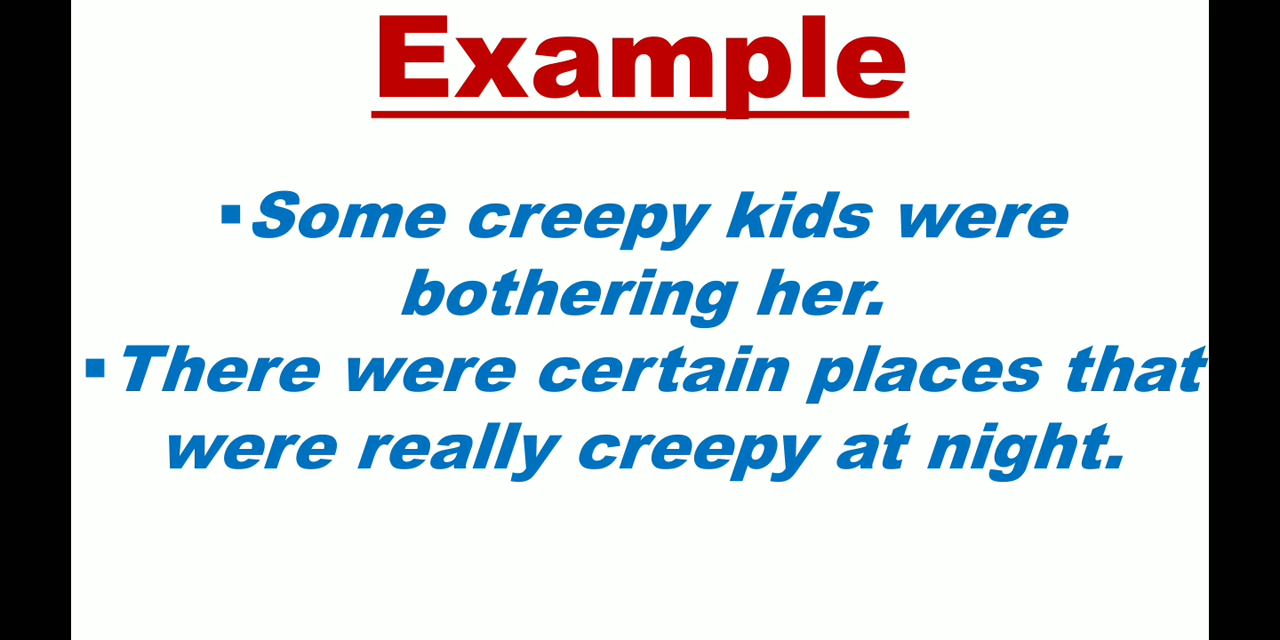 Example
▪Some creepy kids were
bothering her.
▪There were certain places that
were really creepy at night.